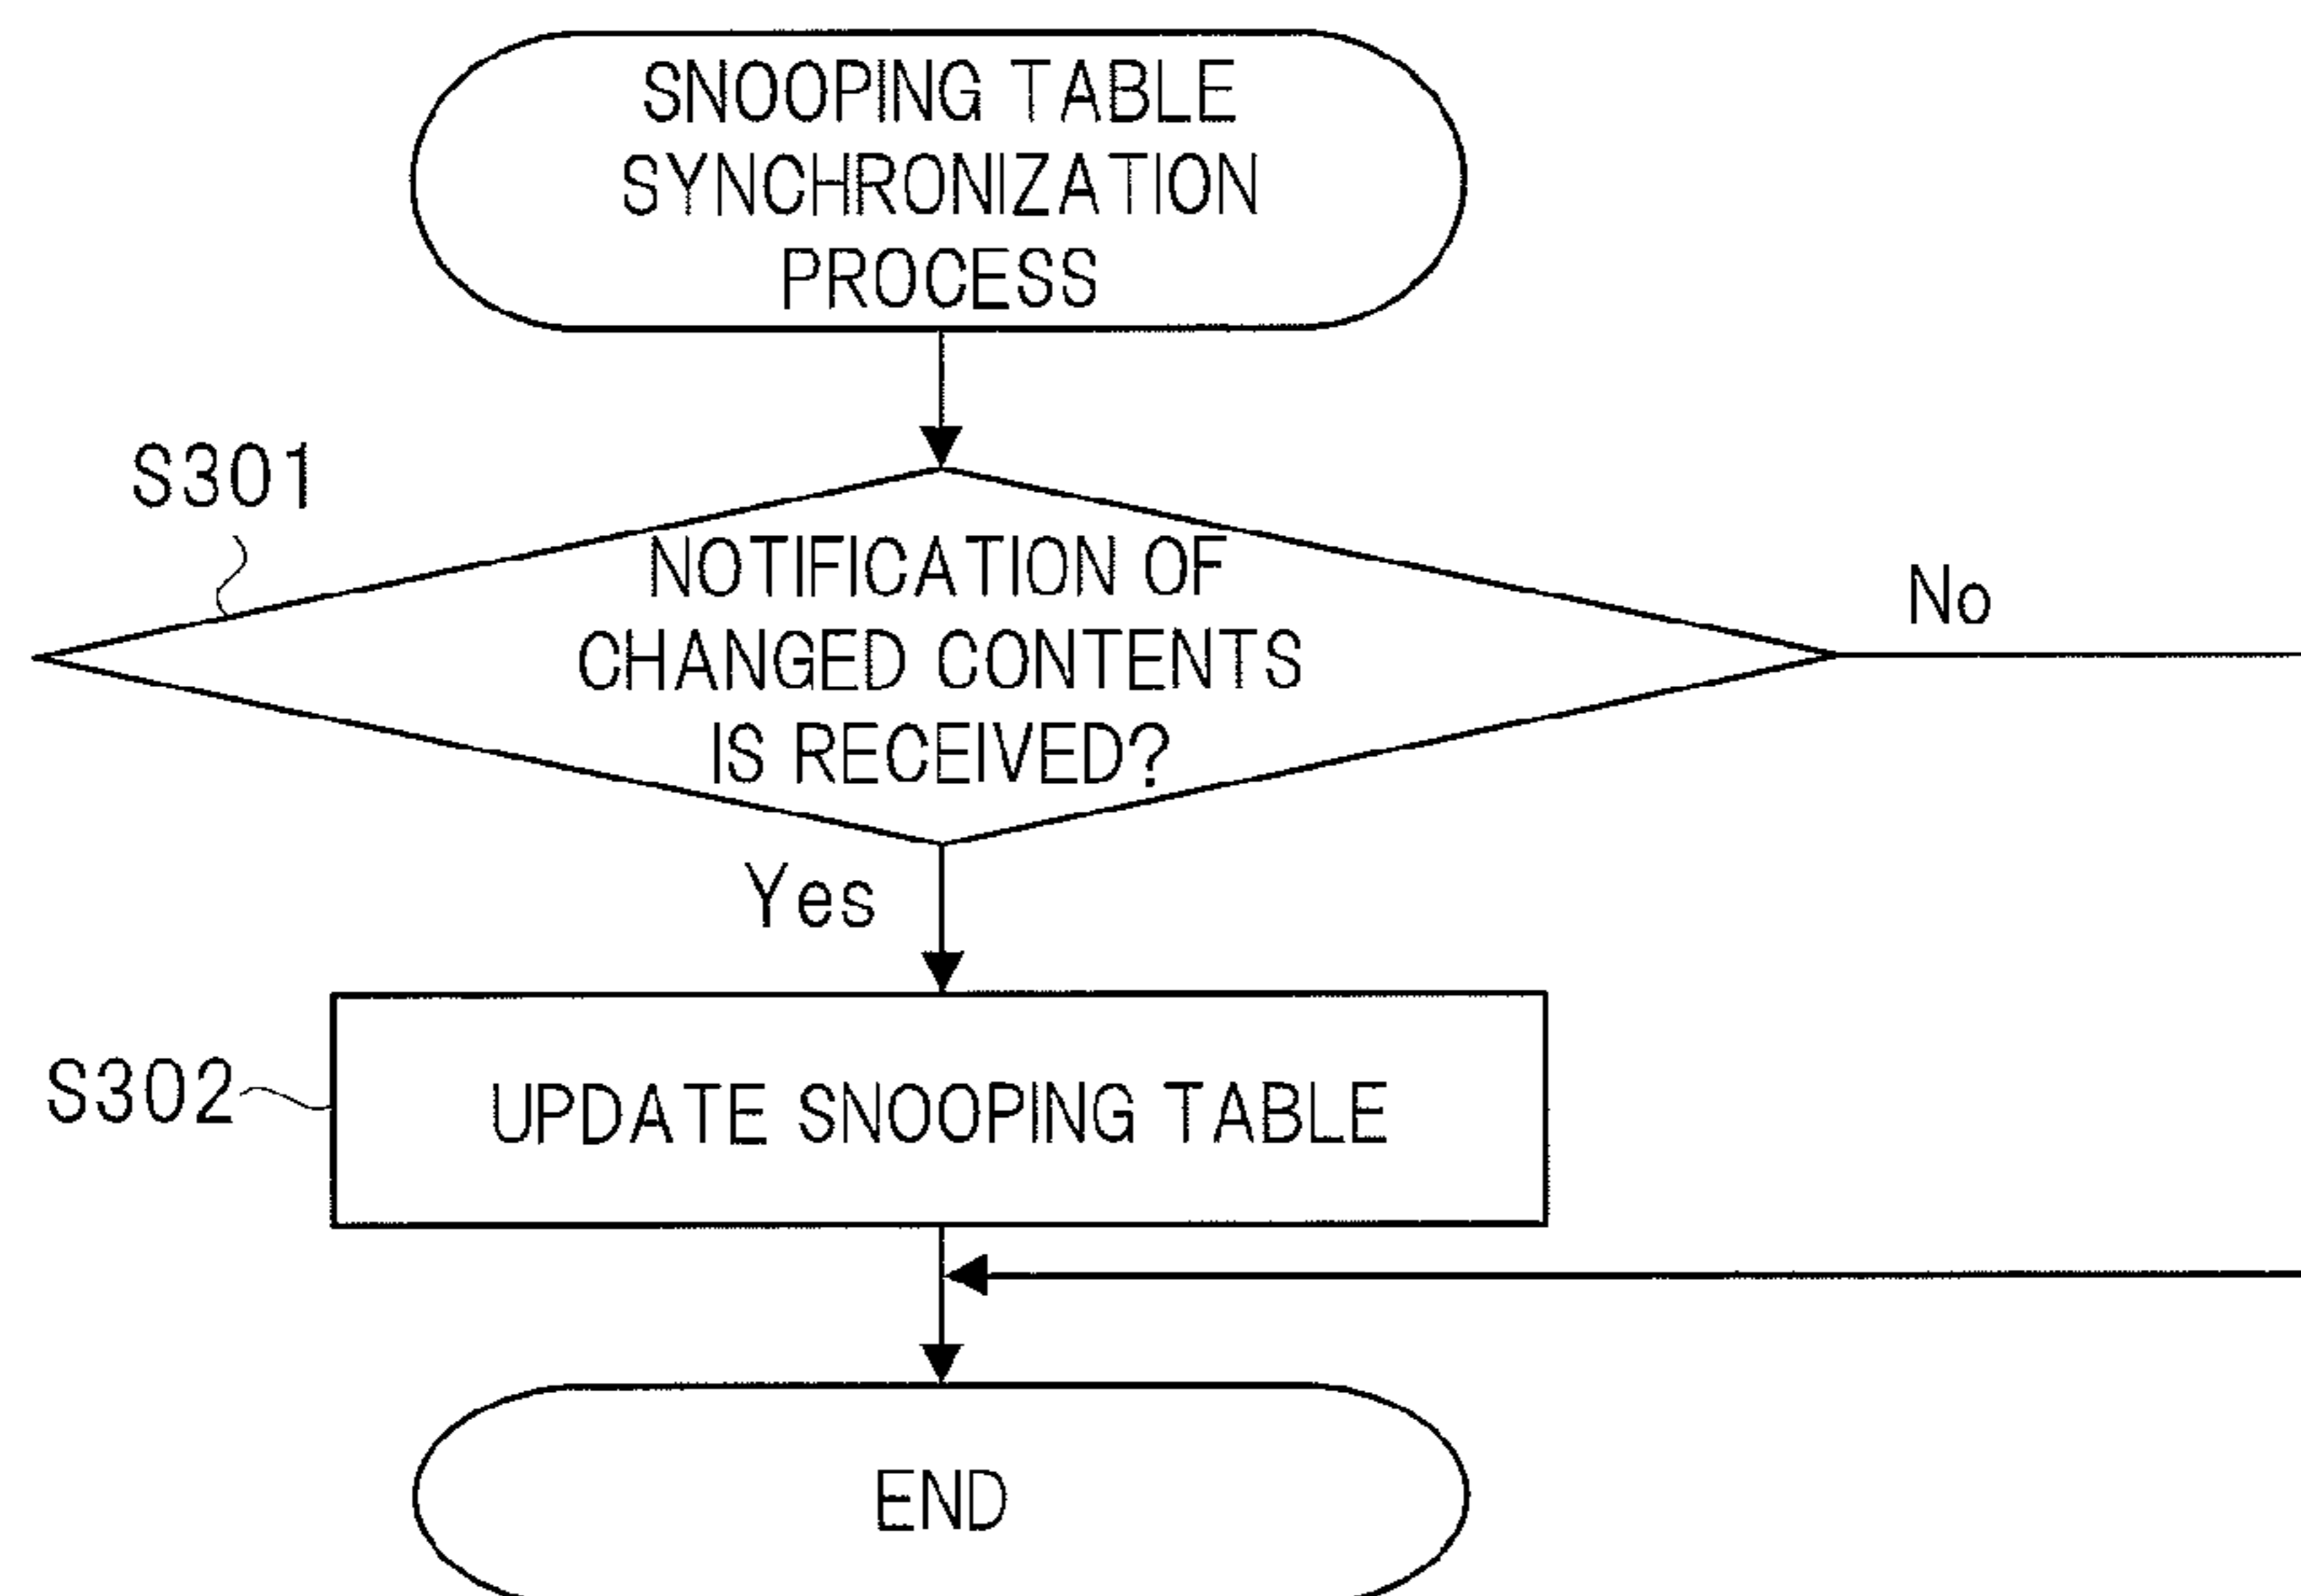 SNOOPING TABLE
SYNCHRONIZATION
PROCESS
S301
NOTIFICATION OF
CHANGED CONTENTS
IS RECEIVED?
No
Yes
S302
UPDATE SNOOPING TABLE
END